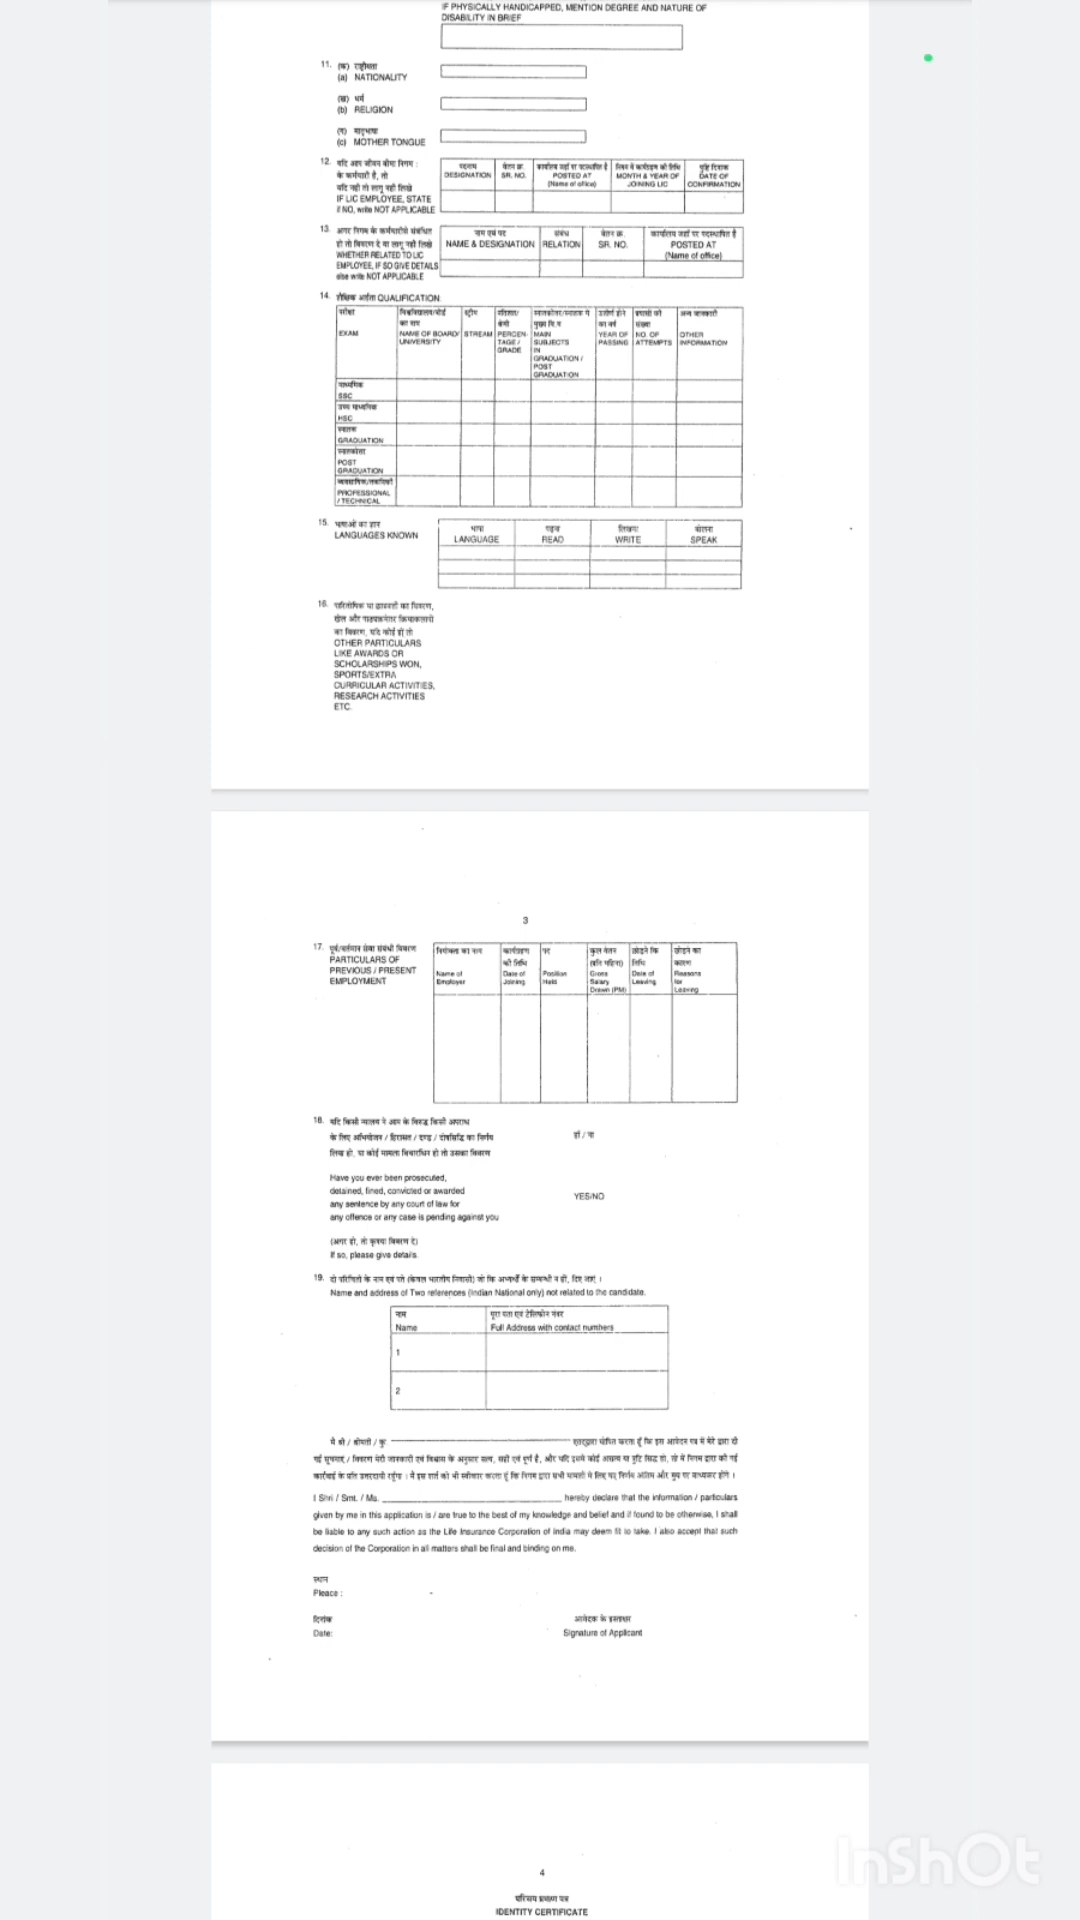 IF PHYSICALLY HANDICAPPED, MENTION DEGREE AND NATURE OF
DISABILITY IN BRIEF
11. (क) राष्ट्रीयता
(a) NATIONALITY
(ख) धर्म
(b) RELIGION
(ग) मातृभाषा
(c) MOTHER TONGUE
12. यदि आप जीवन बीमा निगम :
के कर्मचारी है, तो
यदि नही तो लागू नही लिखे
IF LIC EMPLOYEE, STATE
if NO, write NOT APPLICABLE
पदनाम
DESIGNATION
वेतन क्र.
SR. NO.
कार्यालय जहाँ पर पदस्थापित है
POSTED AT
(Name of office)
MONTH & YEAR OF
JOINING LIC
पुष्टि दिनांक
DATE OF
CONFIRMATION
13. अगर निगम के कर्मचारीसे संबंधित
हो तो विवरण दे या लागू नही लिखे
WHETHER RELATED TO LIC
EMPLOYEE, IF SO GIVE DETAILS
else write NOT APPLICABLE
नाम एवं पद
NAME & DESIGNATION
संबंध
RELATION
वेतन क्र.
SR. NO.
कार्यालय जहाँ पर पदस्थापित है
POSTED AT
(Name of office)
14. शैक्षिक अर्हता QUALIFICATION:
परीक्षा
EXAM
विश्वविद्यालय/बोर्ड
का नाम
NAME OF BOARD/
UNIVERSITY
स्ट्रीम
STREAM
प्रतिशत/
श्रेणी
PERCEN-
TAGE /
GRADE
MAIN
SUBJECTS
IN
GRADUATION /
POST
GRADUATION
उत्तीर्ण होने
का वर्ष
YEAR OF
PASSING
प्रयासों की
संख्या
NO. OF
ATTEMPTS
अन्य जानकारी
OTHER
INFORMATION
माध्यमिक
SSC
उच्च माध्यमिक
HSC
स्नातक
GRADUATION
स्नातकोत्तर
POST
GRADUATION
व्यवसायिक/तकनिकी
PROFESSIONAL
/ TECHNICAL
15. भाषाओं का ज्ञान
LANGUAGES KNOWN
भाषा
LANGUAGE
पढ़ना
READ
लिखना
WRITE
बोलना
SPEAK
16. पारितोषिक या छात्रवृत्ती का विवरण,
खेल और पाठ्यक्रमेतर क्रियाकलापो
का विवरण, यदि कोई हों तो
OTHER PARTICULARS
LIKE AWARDS OR
SCHOLARSHIPS WON,
SPORTS/EXTRA
CURRICULAR ACTIVITIES,
RESEARCH ACTIVITIES
ETC.
3
17. पूर्व/वर्तमान सेवा संबंधी विवरण
PARTICULARS OF
PREVIOUS / PRESENT
EMPLOYMENT
नियोक्ता का नाम
Name of
Employer
कार्यग्रहण
की तिथि
Date of
Joining
पद
Position
Held
कुल वेतन
(प्रति महिना)
Gross
Salary
Drawn (PM)
छोड़ने कि
तिथि
Date of
Leaving
छोड़ने का
कारण
Reasons
for
Leaving
18. यदि किसी न्यालय ने आप के विरुद्ध किसी अपराध
के लिए अभियोजन / हिरासत / दण्ड / दोषसिद्धि का निर्णय
लिया हो, या कोई मामला विचाराधिन हो तो उसका विवरण
हाँ / ना
Have you ever been prosecuted,
detained, fined, convicted or awarded
any sentence by any court of law for
any offence or any case is pending against you
YES/NO
(अगर हो, तो कृपया विवरण दे)
If so, please give details.
19. दो परिचितों के नाम एवं पते (केवल भारतीय निवासी) जो कि अभ्यर्थी के सम्बन्धी न हों, दिए जाएं ।
Name and address of Two references (Indian National only) not related to the candidate.
नाम
Name
पूरा पता एवं टेलिफोन नंबर
Full Address with contact numbers
1
2
मै श्री / श्रीमती / कु एतद्द्वारा घोषित करता हूँ कि इस आवेदन पत्र में मेरे द्वारा दी
गई सूचनाएं / विवरण मेरी जानकारी एवं विश्वास के अनुसार सत्य, सही एवं पूर्ण है, और यदि इसमे कोई असत्य या त्रुटि सिद्ध हो, तो मे निगम द्वारा की गई
कार्रवाई के प्रति उत्तरदायी रहूँगा । मै इस शर्त को भी स्वीकार करता हूँ कि निगम द्वारा सभी मामलो मे लिए गए निर्णय अंतिम और मुझ पर बाध्यकर होंगे ।
I Shri / Smt. / Ms. hereby declare that the information / particulars
given by me in this application is / are true to the best of my knowledge and belief and if found to be otherwise, I shall
be liable to any such action as the Life Insurance Corporation of India may deem fit to take. I also accept that such
decision of the Corporation in all matters shall be final and binding on me.
स्थान
Pleace :
दिनांक
Date:
आवेदक के हस्ताक्षर
Signature of Applicant
4
परिचय प्रमाण पत्र
IDENTITY CERTIFICATE
InShOt